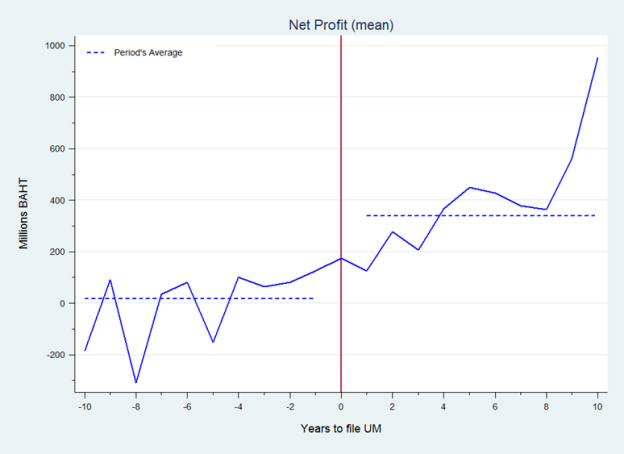 Net Profit (mean)
Period's Average
Millions BAHT
1000
800
600
400
200
0
-200
-10 -8 -6 -4 -2 0 2 4 6 8 10
Years to file UM